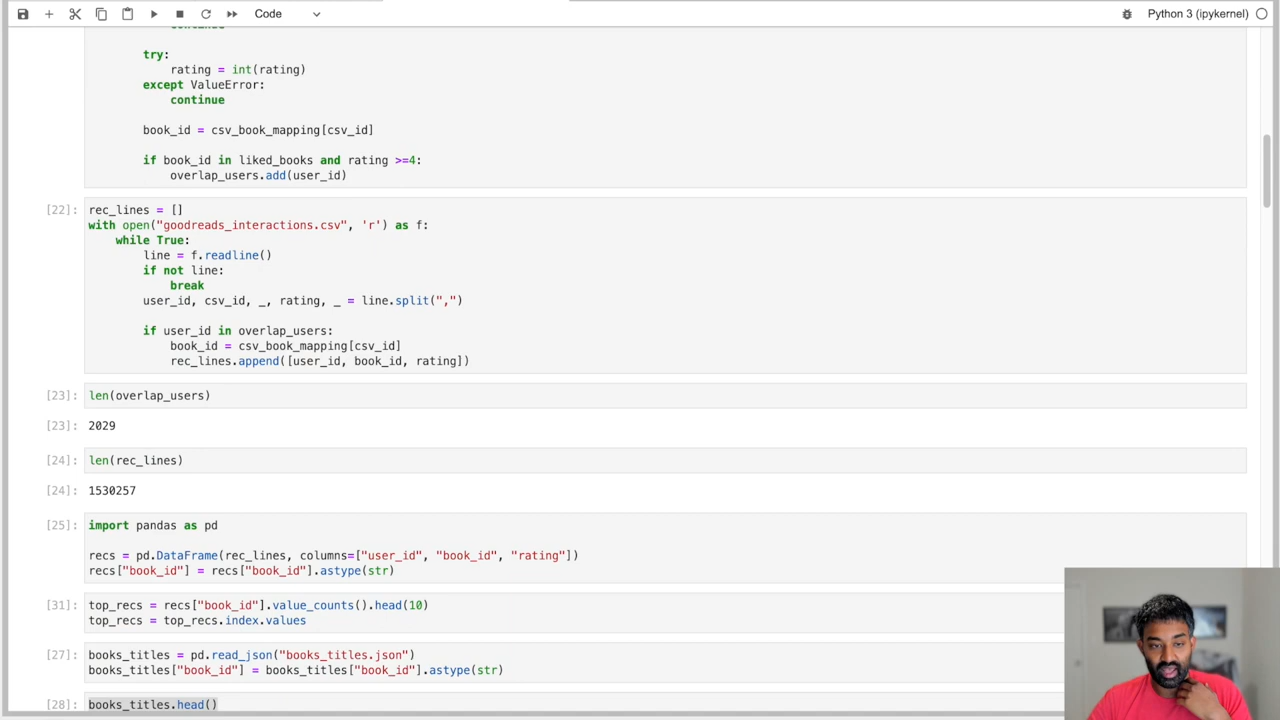 Code
Python 3 (ipykernel)
continue
try:
rating = int(rating)
except ValueError:
continue
book_id = csv_book_mapping[csv_id]
if book_id in liked_books and rating >=4:
overlap_users.add(user_id)
[22]:
rec_lines = []
with open("goodreads_interactions.csv", 'r') as f:
while True:
line = f.readline()
if not line:
break
user_id, csv_id, _, rating, _ = line.split(",")
if user_id in overlap_users:
book_id = csv_book_mapping[csv_id]
rec_lines.append([user_id, book_id, rating])
[23]:
len(overlap_users)
[23]:
2029
[24]:
len(rec_lines)
[24]:
1530257
[25]:
import pandas as pd
recs = pd.DataFrame(rec_lines, columns=["user_id", "book_id", "rating"])
recs["book_id"] = recs["book_id"].astype(str)
[31]:
top_recs = recs["book_id"].value_counts().head(10)
top_recs = top_recs.index.values
[27]:
books_titles = pd.read_json("books_titles.json")
books_titles["book_id"] = books_titles["book_id"].astype(str)
[28]:
books_titles.head()